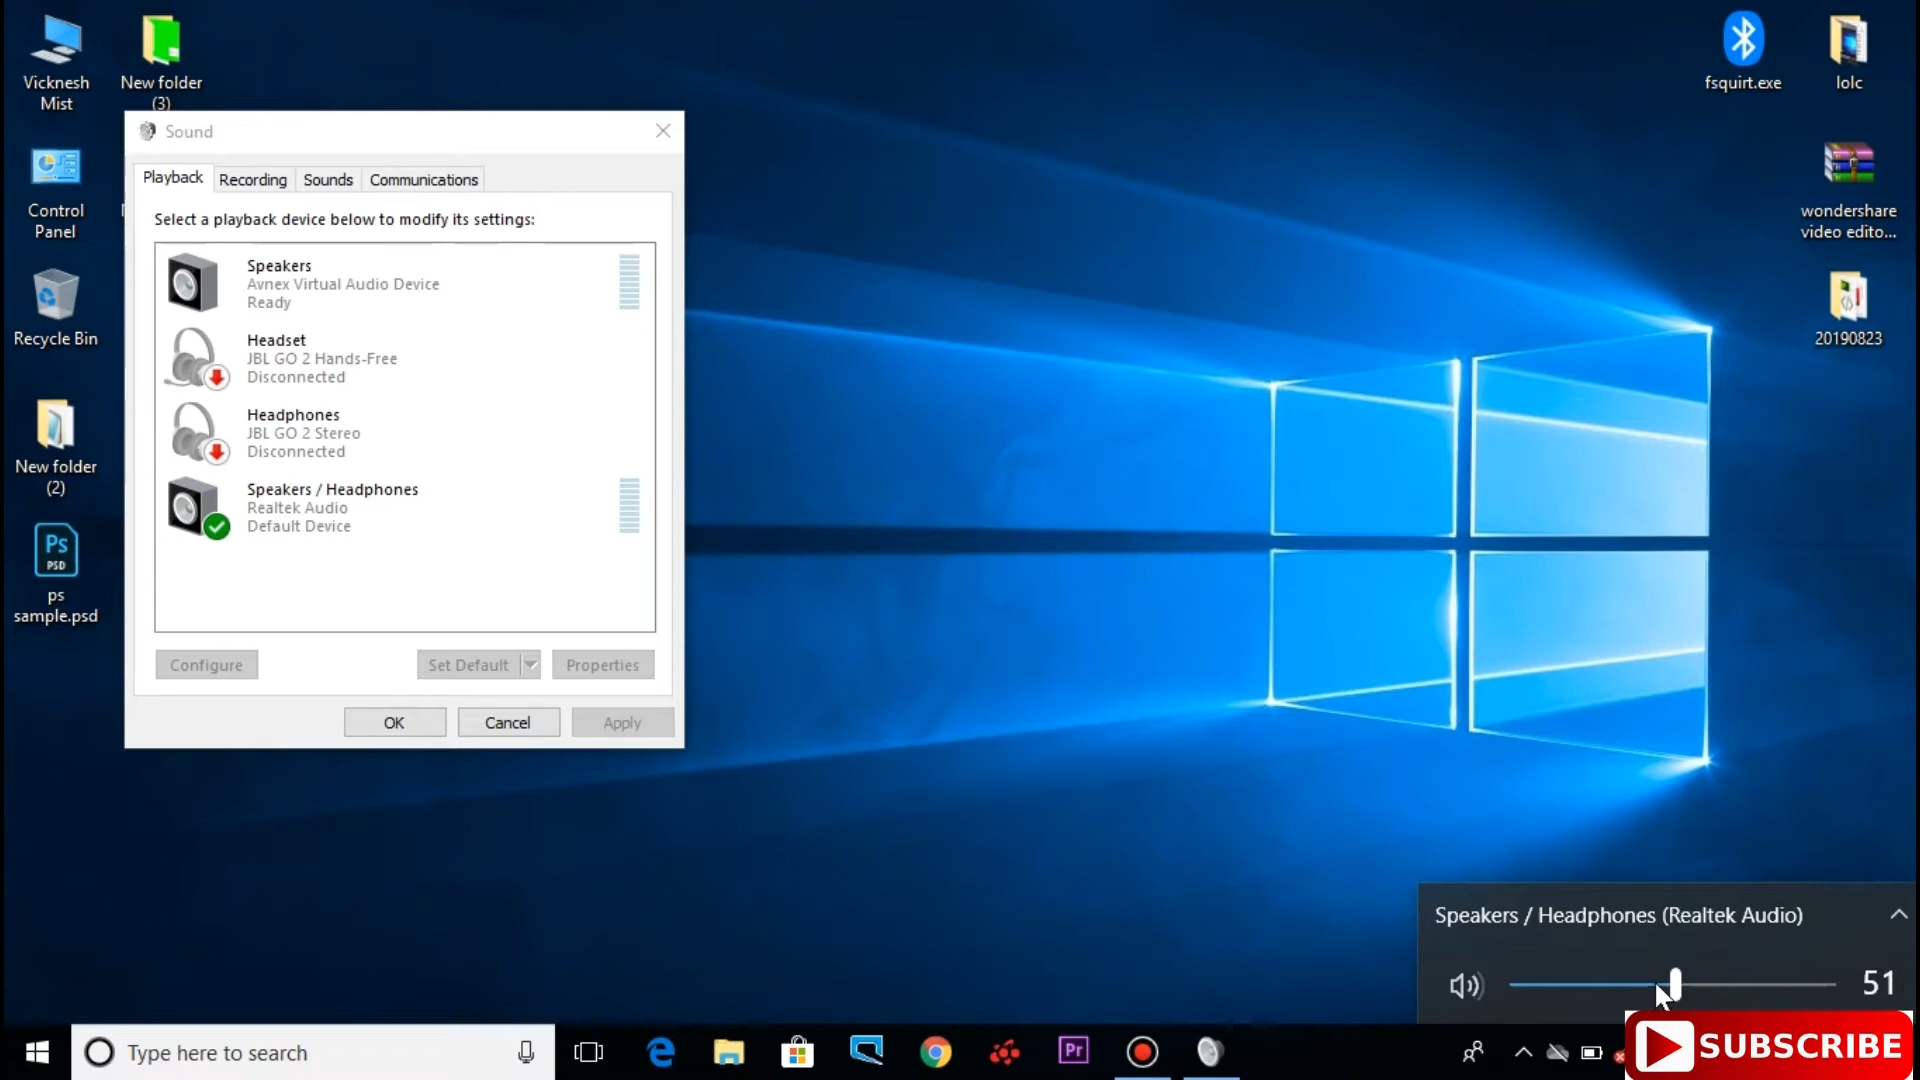 Vicknesh
Mist
New folder
(3)
Control
Panel
Recycle Bin
New folder
(2)
Ps
PSD
ps
sample.psd
Sound
Playback
Recording
Sounds
Communications
Select a playback device below to modify its settings:
Speakers
Avnex Virtual Audio Device
Ready
Headset
JBL GO 2 Hands-Free
Disconnected
Headphones
JBL GO 2 Stereo
Disconnected
Speakers / Headphones
Realtek Audio
Default Device
Configure
Set Default
Properties
OK
Cancel
Apply
fsquirt.exe
lolc
wondershare
video edito...
20190823
Speakers / Headphones (Realtek Audio)
51
Type here to search
Pr
SUBSCRIBE